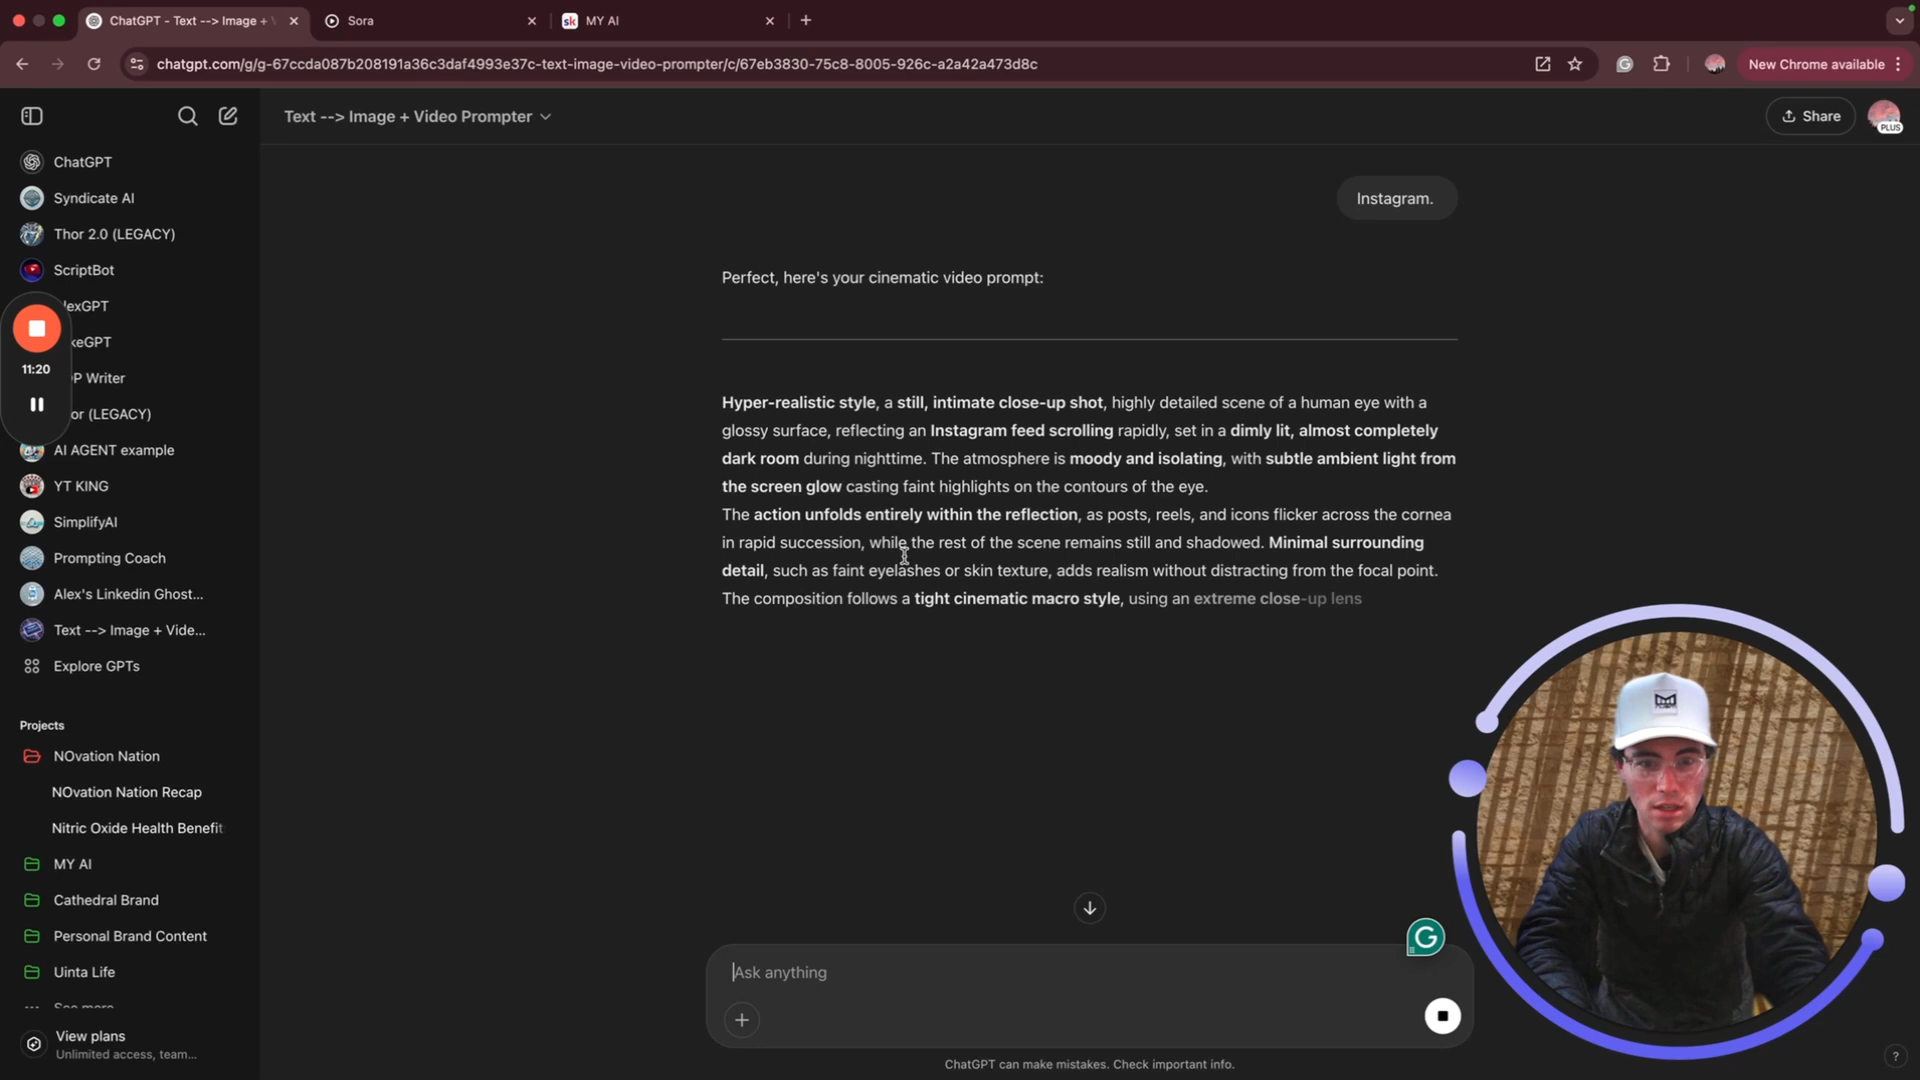 ChatGPT - Text --> Image + V
Sora
sk
MY AI
chatgpt.com/g/g-67ccda087b208191a36c3daf4993e37c-text-image-video-prompter/c/67eb3830-75c8-8005-926c-a2a42a473d8c
New Chrome available
Text --> Image + Video Prompter
Share
PLUS
ChatGPT
Syndicate AI
Thor 2.0 (LEGACY)
ScriptBot
lexGPT
keGPT
P Writer
or (LEGACY)
AI AGENT example
YT KING
SimplifyAI
Prompting Coach
Alex's Linkedin Ghost...
Text --> Image + Vide...
Explore GPTs
11:20
Projects
NOvation Nation
NOvation Nation Recap
Nitric Oxide Health Benefit
MY AI
Cathedral Brand
Personal Brand Content
Uinta Life
See more
View plans
Unlimited access, team...
Instagram.
Perfect, here's your cinematic video prompt:
Hyper-realistic style, a still, intimate close-up shot, highly detailed scene of a human eye with a
glossy surface, reflecting an Instagram feed scrolling rapidly, set in a dimly lit, almost completely
dark room during nighttime. The atmosphere is moody and isolating, with subtle ambient light from
the screen glow casting faint highlights on the contours of the eye.
The action unfolds entirely within the reflection, as posts, reels, and icons flicker across the cornea
in rapid succession, while the rest of the scene remains still and shadowed. Minimal surrounding
detail, such as faint eyelashes or skin texture, adds realism without distracting from the focal point.
The composition follows a tight cinematic macro style, using an extreme close-up lens
G
Ask anything
ChatGPT can make mistakes. Check important info.
?